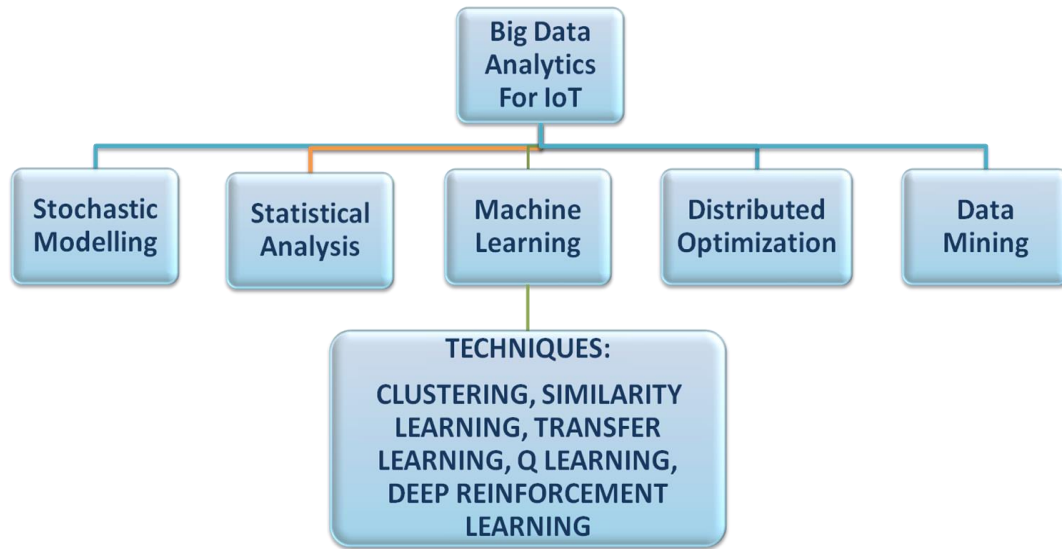 Big Data
Analytics
For IoT
Stochastic
Modelling
Statistical
Analysis
Machine
Learning
Distributed
Optimization
Data
Mining
TECHNIQUES:
CLUSTERING, SIMILARITY
LEARNING, TRANSFER
LEARNING, Q LEARNING,
DEEP REINFORCEMENT
LEARNING